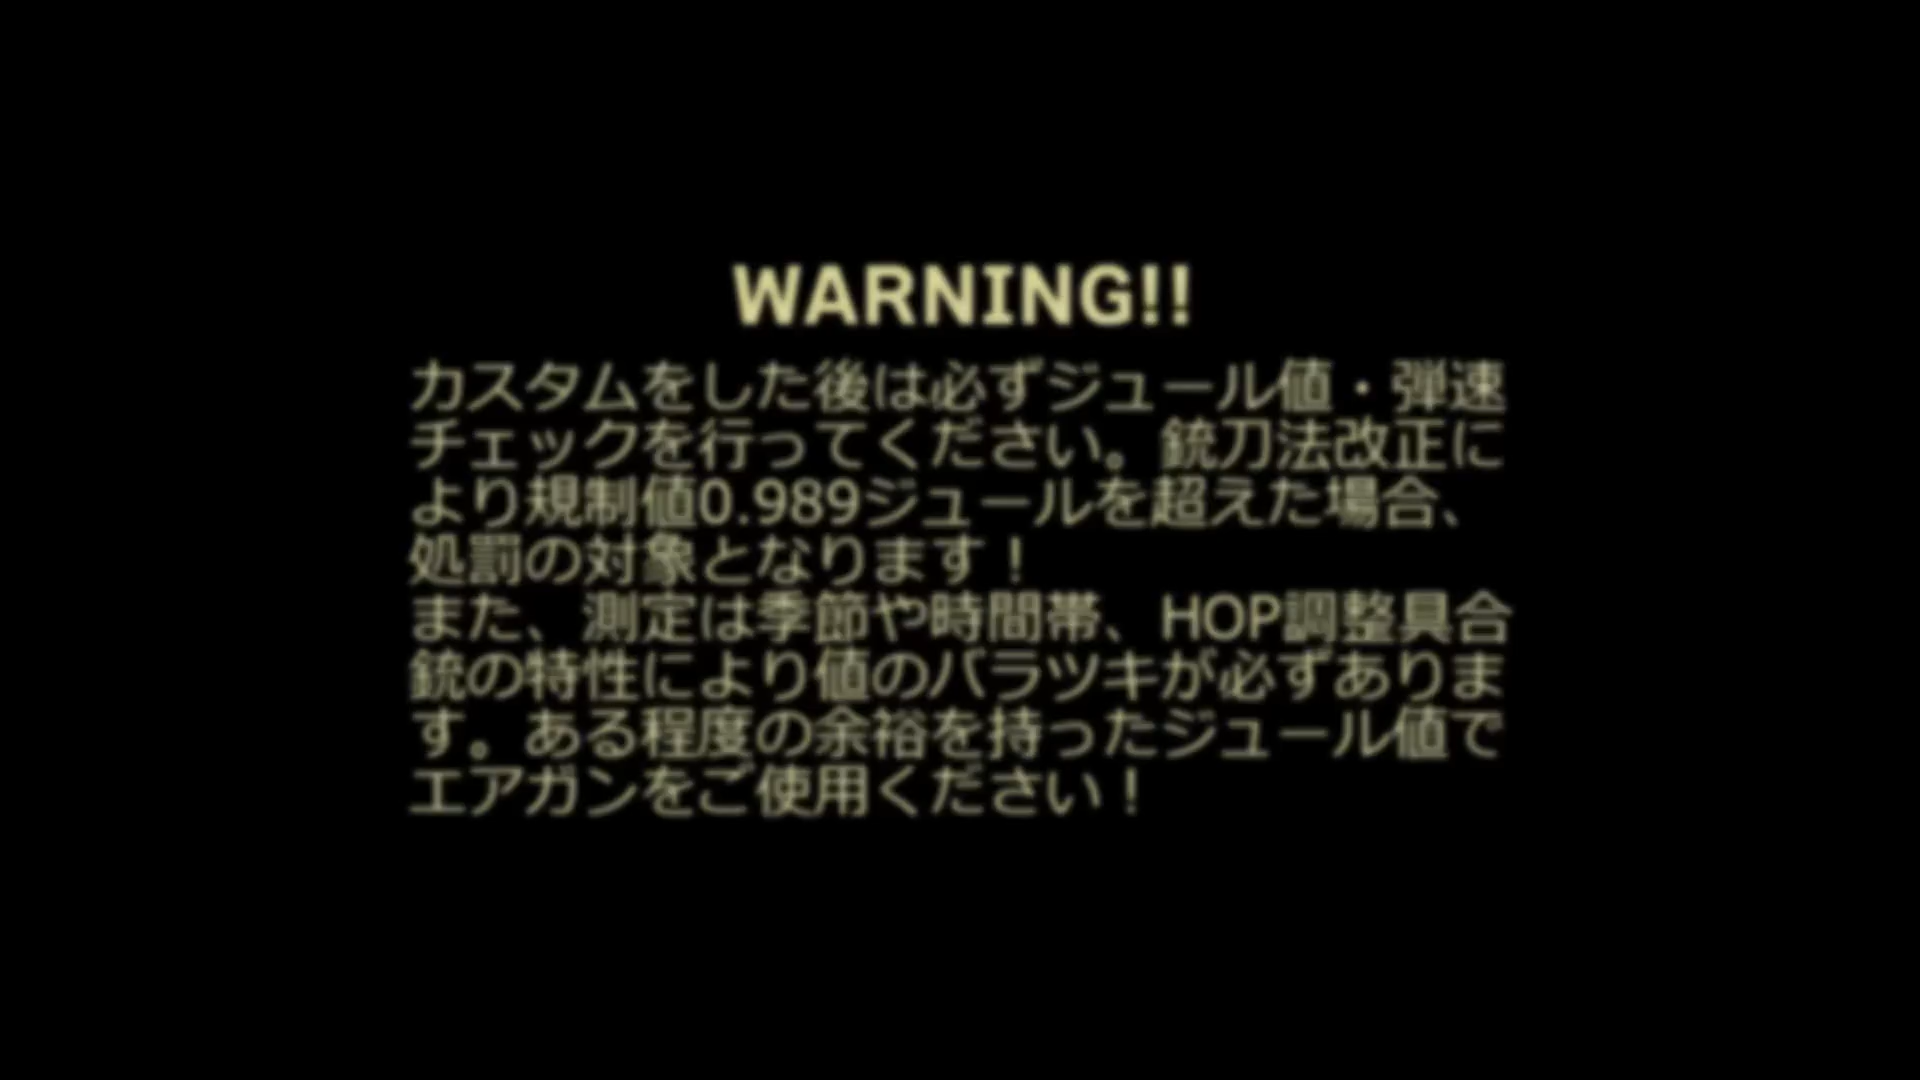 WARNING!!
カスタムをした後は必ずジュール値・弾速
チェックを行ってください。銃刀法改正に
より規制値0.989ジュールを超えた場合、
処罰の対象となります！
また、測定は季節や時間帯、HOP調整具合
銃の特性により値のバラツキが必ずありま
す。ある程度の余裕を持ったジュール値で
エアガンをご使用ください！